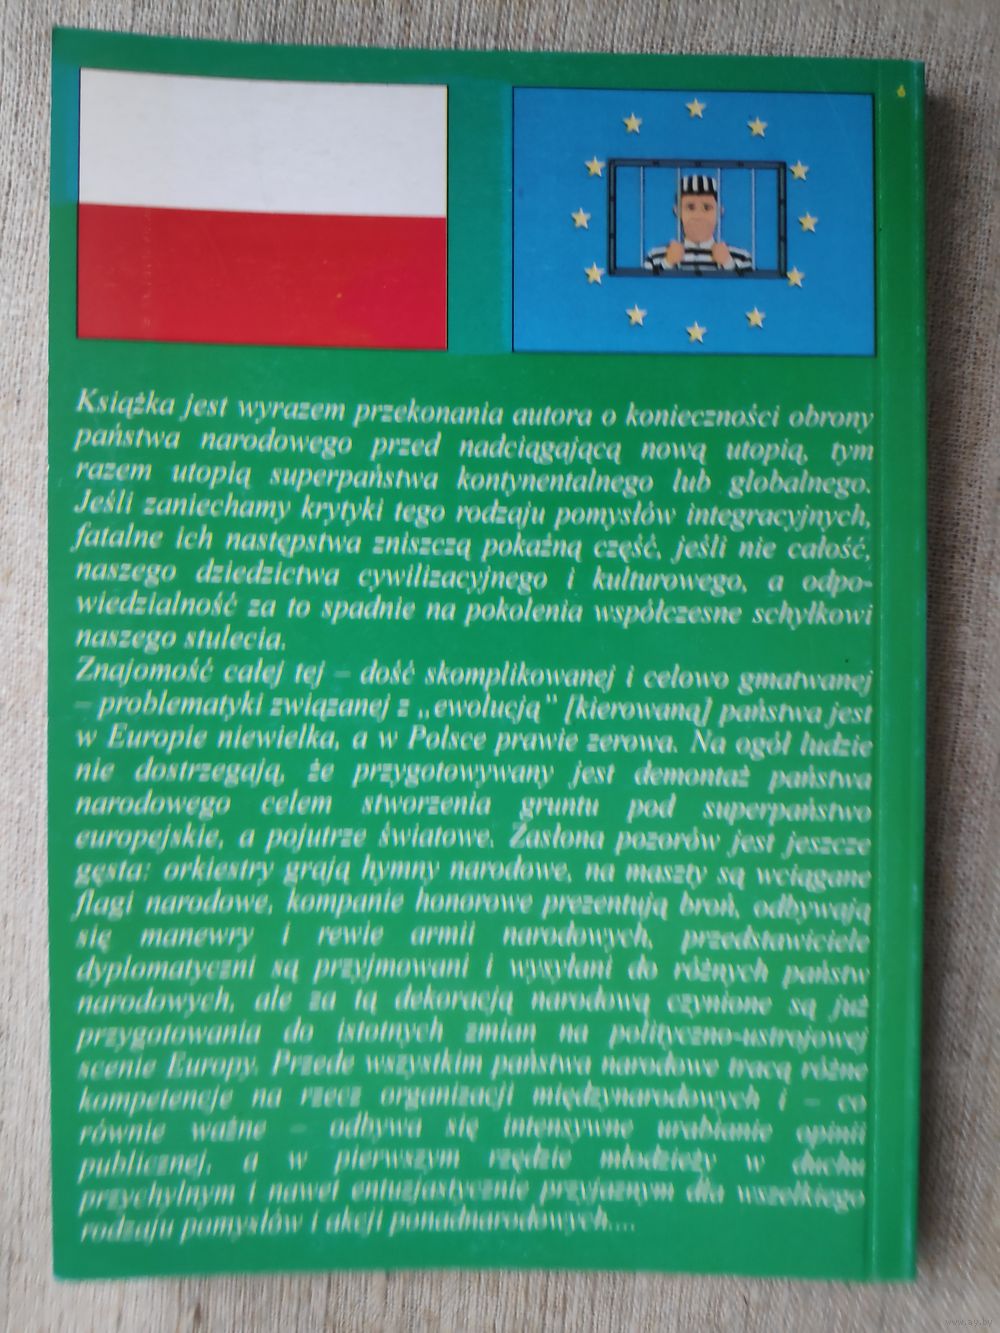 Książka jest wyrazem przekonania autora o konieczności obrony
państwa narodowego przed nadciągającą nową utopią, tym
razem utopią superpaństwa kontynentalnego lub globalnego.
Jeśli zaniechamy krytyki tego rodzaju pomysłów integracyjnych,
fatalne ich następstwa zniszczą pokaźną część, jeśli nie całość,
naszego dziedzictwa cywilizacyjnego i kulturowego, a odpo-
wiedzialność za to spadnie na pokolenia współczesne schyłkowi
naszego stulecia.
Znajomość całej tej – dość skomplikowanej i celowo gmatwanej
– problematyki związanej z „ewolucją" [kierowaną] państwa jest
w Europie niewielka, a w Polsce prawie zerowa. Na ogół ludzie
nie dostrzegają, że przygotowywany jest demontaż państwa
narodowego celem stworzenia gruntu pod superpaństwo
europejskie, a pojutrze światowe. Zasłona pozorów jest jeszcze
gęsta: orkiestry grają hymny narodowe, na maszty są wciągane
flagi narodowe, kompanie honorowe prezentują broń, odbywają
się manewry i rewie armii narodowych, przedstawiciele
dyplomatyczni są przyjmowani i wysyłani do różnych państw
narodowych, ale za tą dekoracją narodową czynione są już
przygotowania do istotnych zmian na polityczno-ustrojowej
scenie Europy. Przede wszystkim państwa narodowe tracą różne
kompetencje na rzecz organizacji międzynarodowych i – co
równie ważne – odbywa się intensywne urabianie opinii
publicznej, a w pierwszym rzędzie młodzieży w duchu
przychylnym i nawet entuzjastycznie przyjaznym dla wszelkiego
rodzaju pomysłów i akcji ponadnarodowych....
www.ay.by